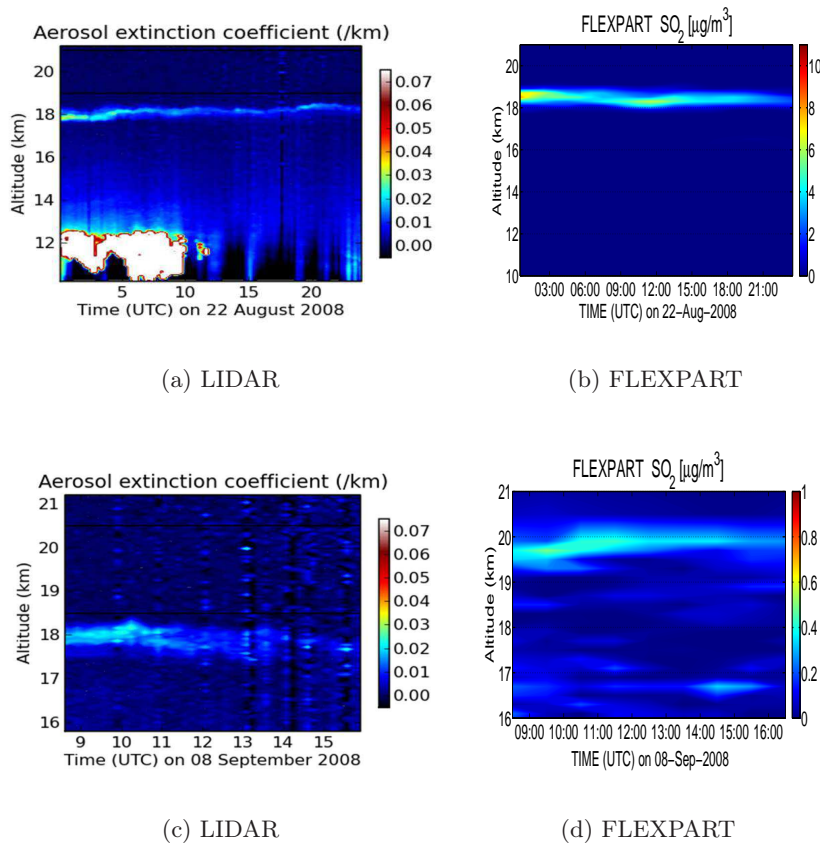 Aerosol extinction coefficient (/km)
20
18
16
14
12
Altitude (km)
5 10 15 20
Time (UTC) on 22 August 2008
0.07
0.06
0.05
0.04
0.03
0.02
0.01
0.00
(a) LIDAR
FLEXPART SO₂ [μg/m³]
20
18
16
14
12
10
Altitude (km)
03:00 06:00 09:00 12:00 15:00 18:00 21:00
TIME (UTC) on 22–Aug–2008
10
8
6
4
2
0
(b) FLEXPART
Aerosol extinction coefficient (/km)
21
20
19
18
17
16
Altitude (km)
9 10 11 12 13 14 15
Time (UTC) on 08 September 2008
0.07
0.06
0.05
0.04
0.03
0.02
0.01
0.00
(c) LIDAR
FLEXPART SO₂ [μg/m³]
21
20
19
18
17
16
Altitude (km)
09:00 10:00 11:00 12:00 13:00 14:00 15:00 16:00
TIME (UTC) on 08–Sep–2008
1
0.8
0.6
0.4
0.2
0
(d) FLEXPART